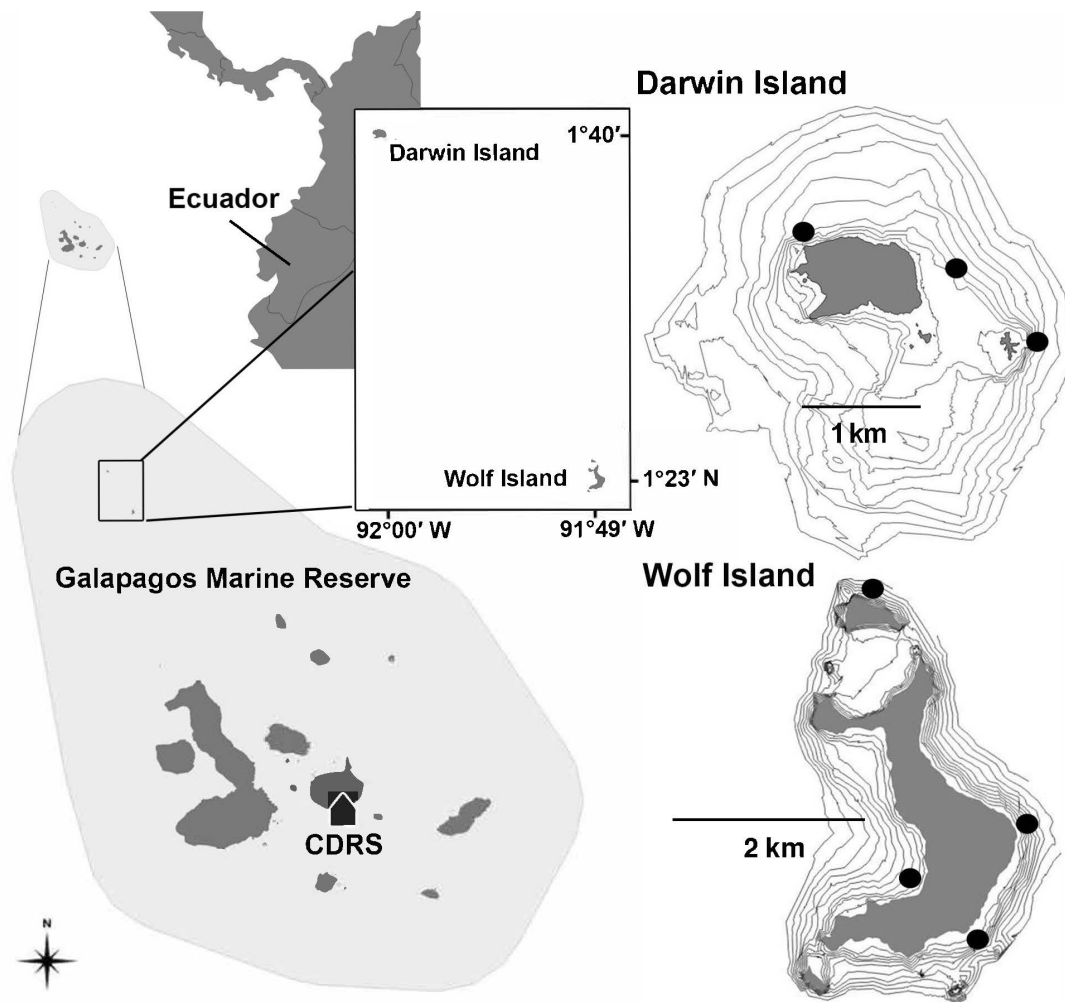 Darwin Island
Darwin Island
1°40′
Ecuador
1 km
Wolf Island
1°23′ N
92°00′ W
91°49′ W
Galapagos Marine Reserve
Wolf Island
2 km
CDRS
N